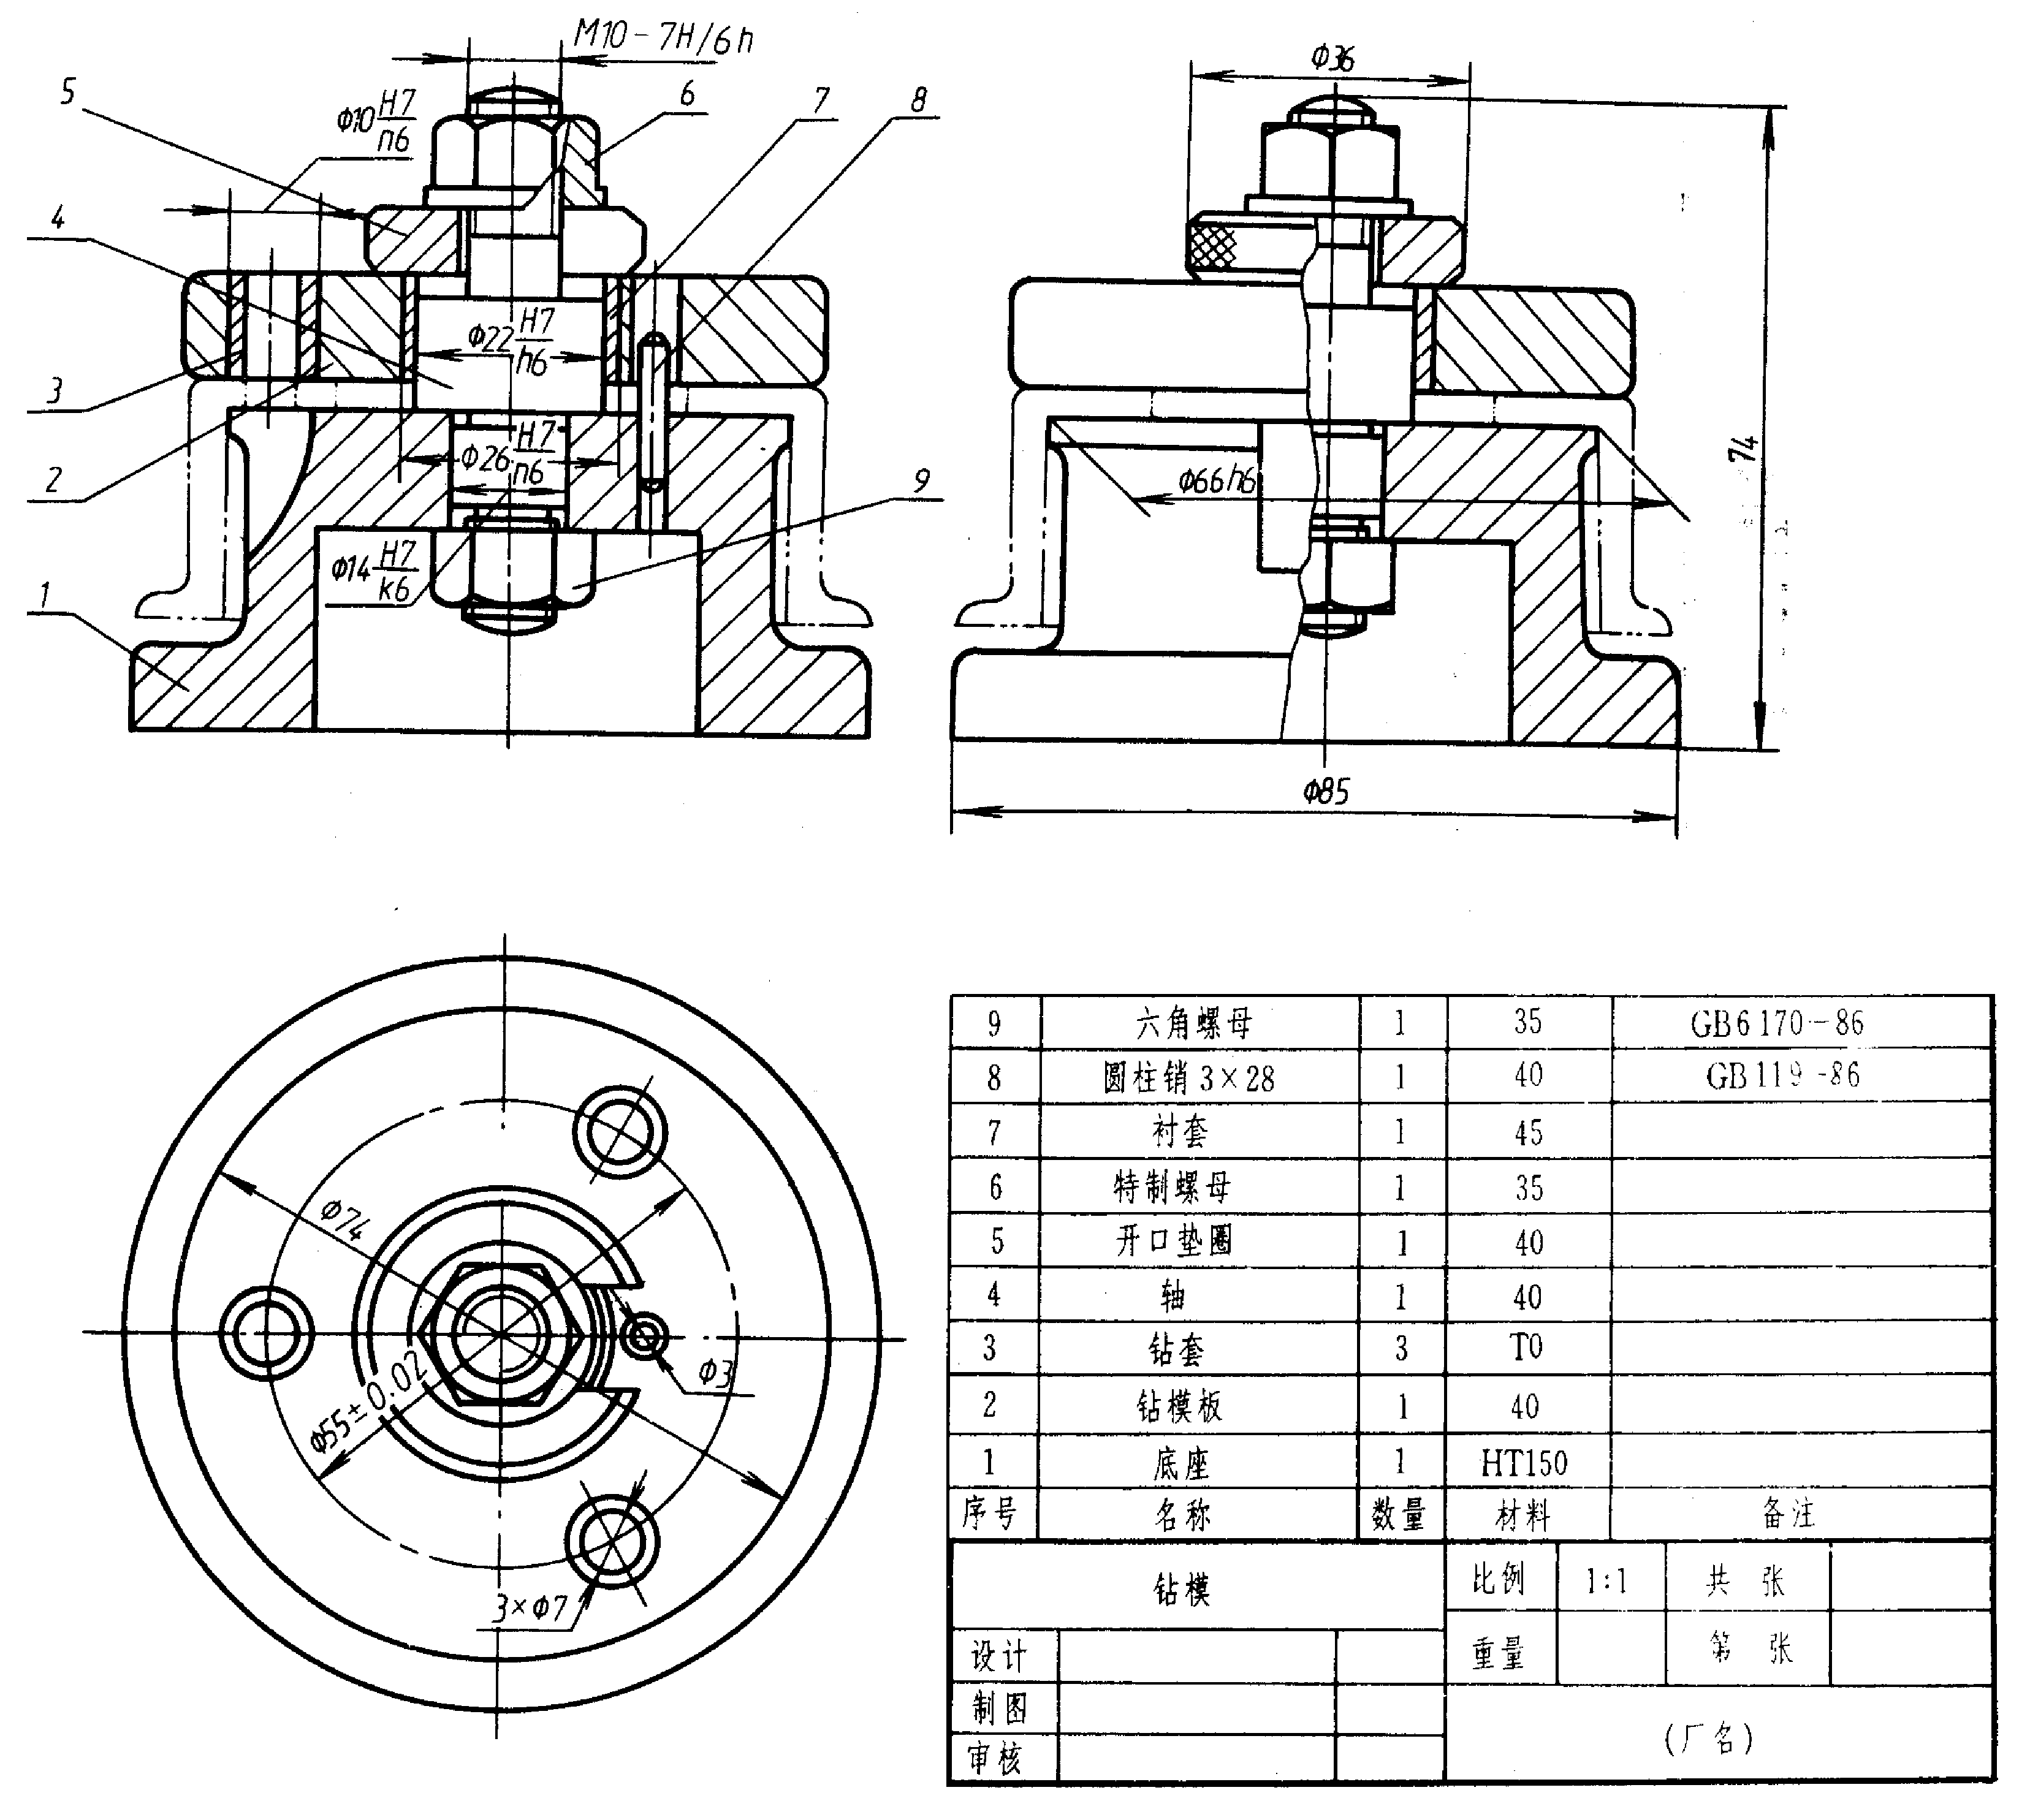 M10-7H/6h
Φ36
5
6
7
8
Φ10 H7/n6
4
Φ22 H7/h6
3
2
Φ26 H7/n6
9
Φ66h6
74
Φ14 H7/k6
1
Φ85
Φ74
Φ55±0.02
Φ3
3×Φ7
9 六角螺母 1 35 GB6170-86
8 圆柱销3×28 1 40 GB119-86
7 衬套 1 45
6 特制螺母 1 35
5 开口垫圈 1 40
4 轴 1 40
3 钻套 3 T0
2 钻模板 1 40
1 底座 1 HT150
序号 名称 数量 材料 备注
钻模 比例 1:1 共 张
重量 第 张
设计
制图
(厂名)
审核